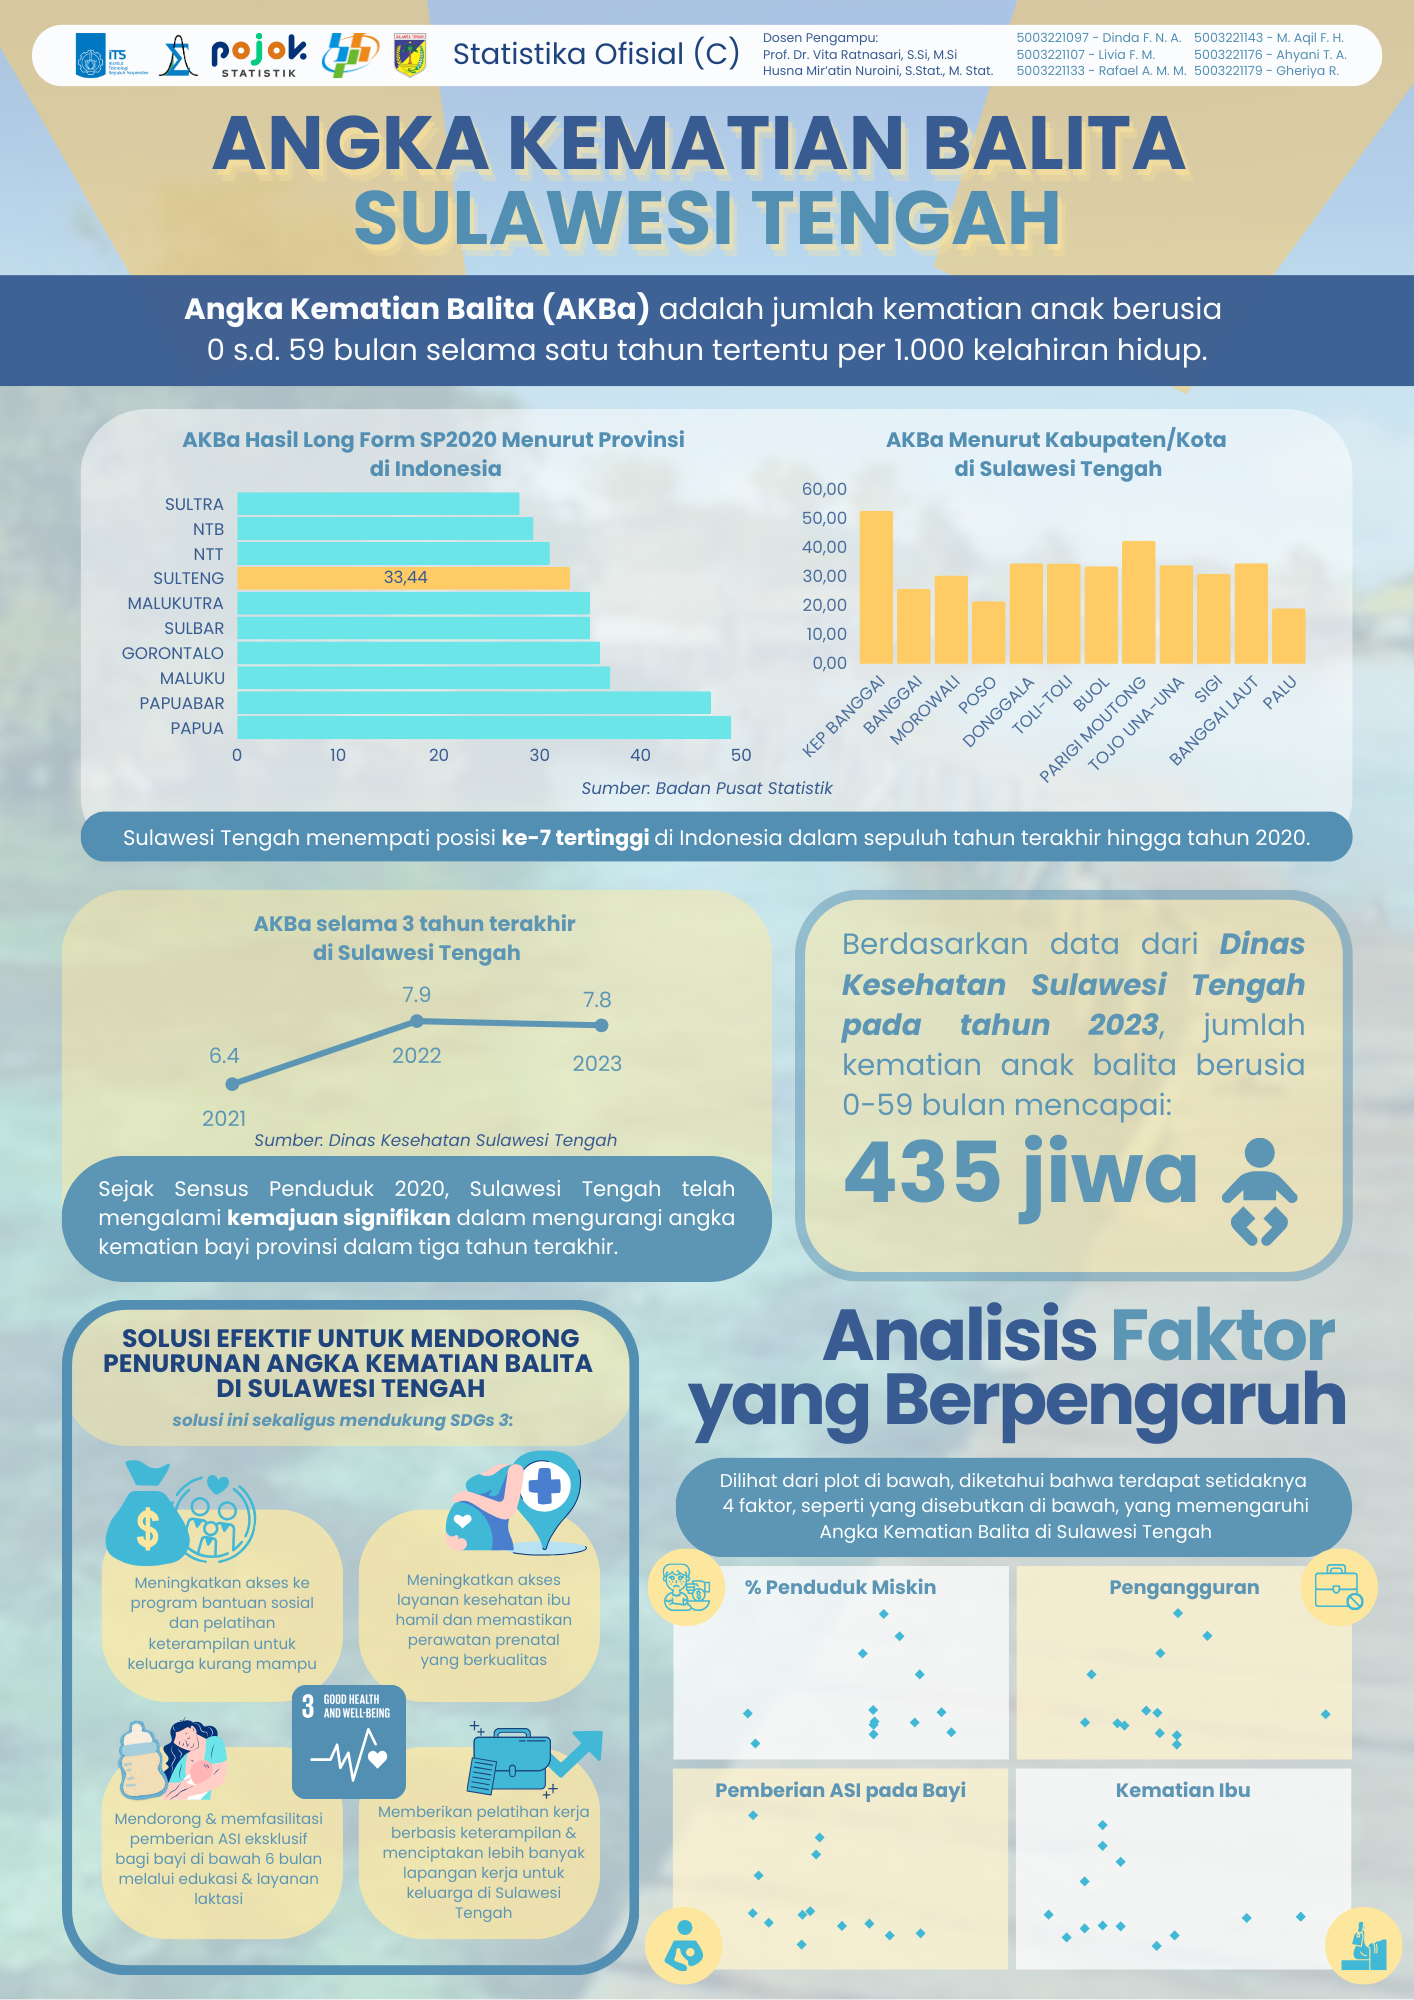 iTS
Institut
Teknologi
Sepuluh Nopember
pojok
STATISTIK
SULAWESI TENGAH
Statistika Ofisial (C)
Dosen Pengampu:
Prof. Dr. Vita Ratnasari, S.Si, M.Si
Husna Mir'atin Nuroini, S.Stat., M. Stat.
5003221097 - Dinda F. N. A.
5003221107 - Livia F. M.
5003221133 - Rafael A. M. M.
5003221143 - M. Aqil F. H.
5003221176 - Ahyani T. A.
5003221179 - Gheriya R.
ANGKA KEMATIAN BALITA
SULAWESI TENGAH
Angka Kematian Balita (AKBa) adalah jumlah kematian anak berusia
0 s.d. 59 bulan selama satu tahun tertentu per 1.000 kelahiran hidup.
AKBa Hasil Long Form SP2020 Menurut Provinsi
di Indonesia
SULTRA
NTB
NTT
SULTENG
33,44
MALUKUTRA
SULBAR
GORONTALO
MALUKU
PAPUABAR
PAPUA
0 10 20 30 40 50
AKBa Menurut Kabupaten/Kota
di Sulawesi Tengah
60,00
50,00
40,00
30,00
20,00
10,00
0,00
KEP BANGGAI
BANGGAI
MOROWALI
POSO
DONGGALA
TOLI-TOLI
BUOL
PARIGI MOUTONG
TOJO UNA-UNA
SIGI
BANGGAI LAUT
PALU
Sumber: Badan Pusat Statistik
Sulawesi Tengah menempati posisi ke-7 tertinggi di Indonesia dalam sepuluh tahun terakhir hingga tahun 2020.
AKBa selama 3 tahun terakhir
di Sulawesi Tengah
6.4
2021
7.9
2022
7.8
2023
Sumber: Dinas Kesehatan Sulawesi Tengah
Sejak Sensus Penduduk 2020, Sulawesi Tengah telah
mengalami kemajuan signifikan dalam mengurangi angka
kematian bayi provinsi dalam tiga tahun terakhir.
Berdasarkan data dari Dinas
Kesehatan Sulawesi Tengah
pada tahun 2023, jumlah
kematian anak balita berusia
0-59 bulan mencapai:
435 jiwa
SOLUSI EFEKTIF UNTUK MENDORONG
PENURUNAN ANGKA KEMATIAN BALITA
DI SULAWESI TENGAH
solusi ini sekaligus mendukung SDGs 3:
$
Meningkatkan akses ke
program bantuan sosial
dan pelatihan
keterampilan untuk
keluarga kurang mampu
Meningkatkan akses
layanan kesehatan ibu
hamil dan memastikan
perawatan prenatal
yang berkualitas
3 GOOD HEALTH
AND WELL-BEING
Mendorong & memfasilitasi
pemberian ASI eksklusif
bagi bayi di bawah 6 bulan
melalui edukasi & layanan
laktasi
Memberikan pelatihan kerja
berbasis keterampilan &
menciptakan lebih banyak
lapangan kerja untuk
keluarga di Sulawesi
Tengah
Analisis Faktor
yang Berpengaruh
Dilihat dari plot di bawah, diketahui bahwa terdapat setidaknya
4 faktor, seperti yang disebutkan di bawah, yang memengaruhi
Angka Kematian Balita di Sulawesi Tengah
% Penduduk Miskin
Pengangguran
Pemberian ASI pada Bayi
Kematian Ibu